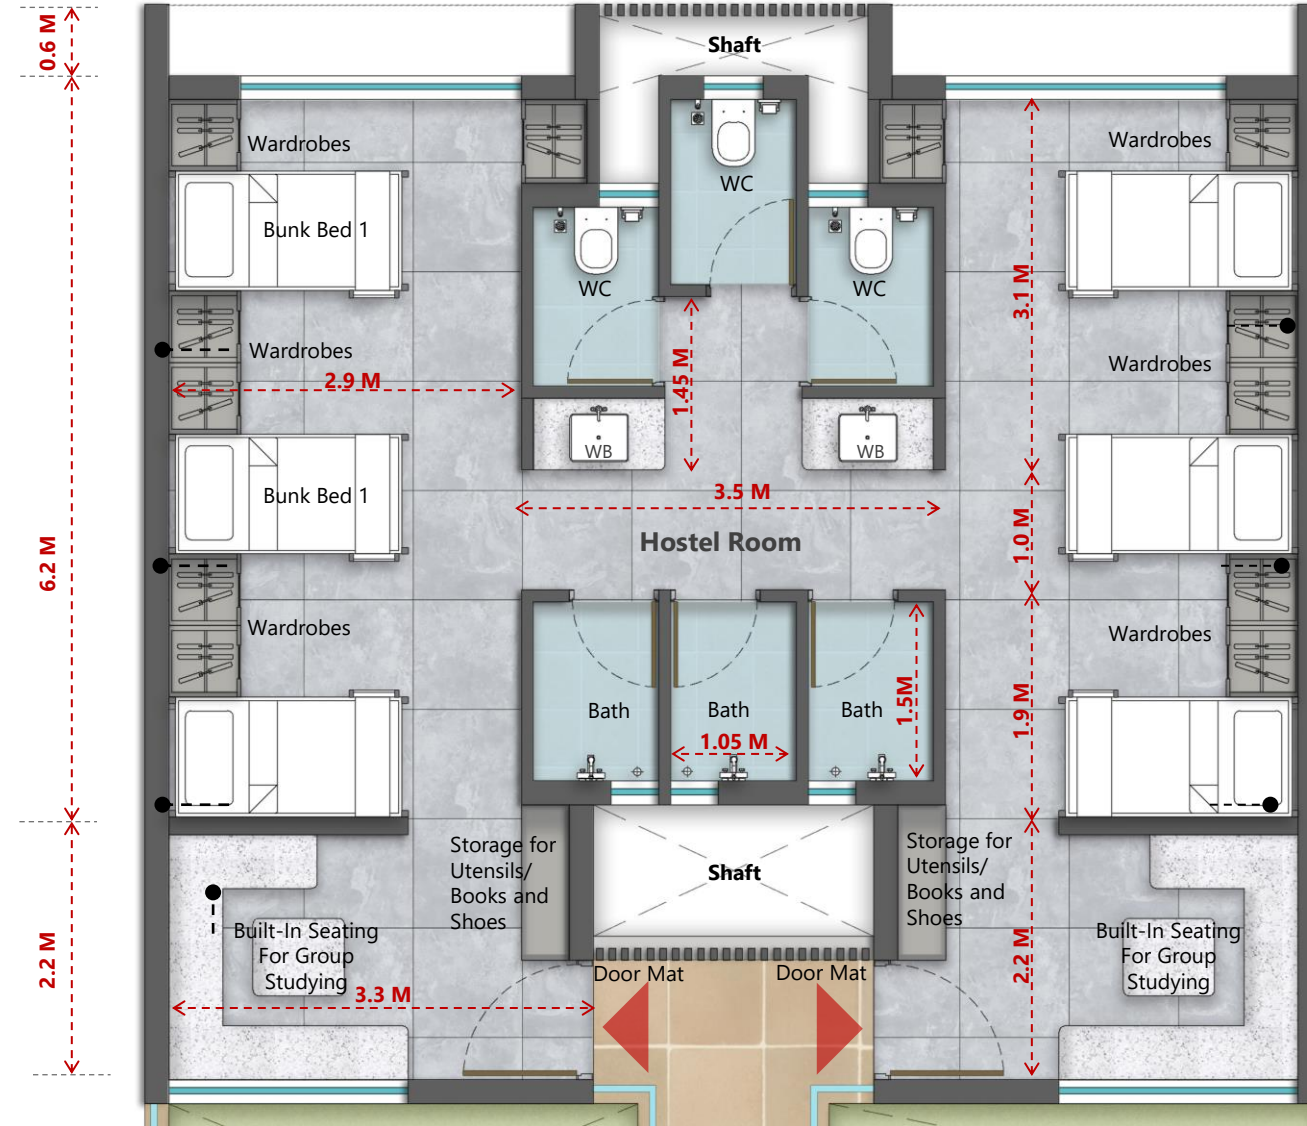 0.6 M
Shaft
Wardrobes
Wardrobes
WC
Bunk Bed 1
WC
WC
3.1 M
Wardrobes
2.9 M
1.45 M
Wardrobes
WB
WB
Bunk Bed 1
3.5 M
Hostel Room
1.0 M
6.2 M
Wardrobes
Wardrobes
Bath
Bath
Bath
1.5M
1.05 M
1.9 M
Storage for
Utensils/
Books and
Shoes
Shaft
Storage for
Utensils/
Books and
Shoes
Built-In Seating
For Group
Studying
Built-In Seating
For Group
Studying
2.2 M
2.2 M
Door Mat
Door Mat
3.3 M